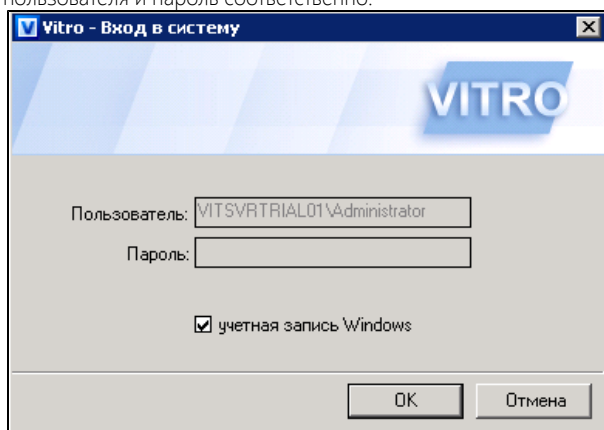 пользователя и пароль соответственно.
Vitro - Вход в систему
VITRO
Пользователь: VITSVRTRIAL01\Administrator
Пароль:
учетная запись Windows
OK Отмена